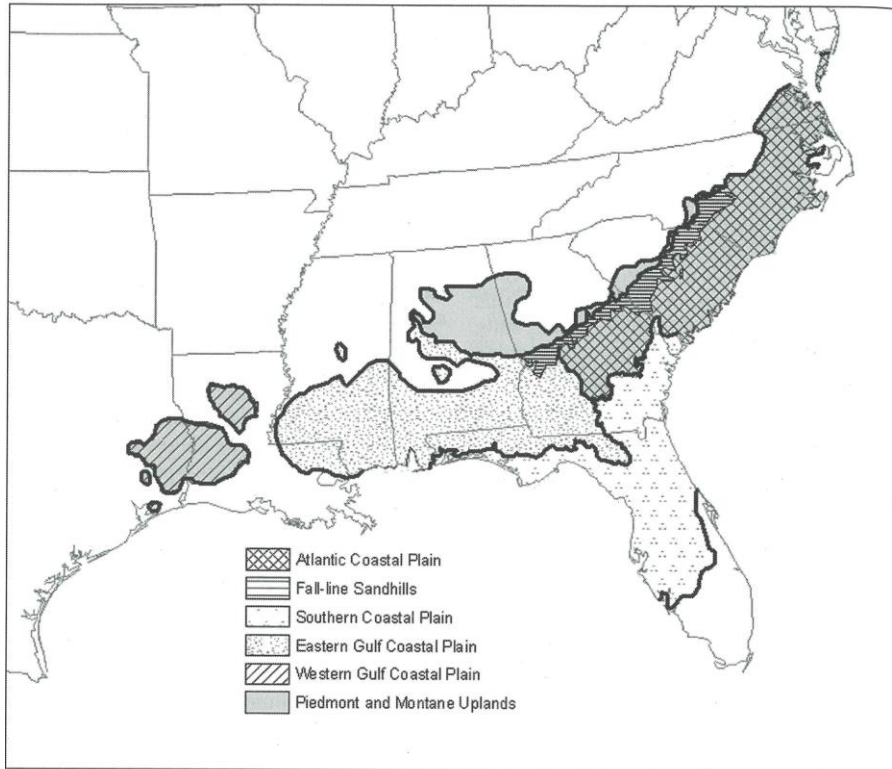 Atlantic Coastal Plain
Fall-line Sandhills
Southern Coastal Plain
Eastern Gulf Coastal Plain
Western Gulf Coastal Plain
Piedmont and Montane Uplands